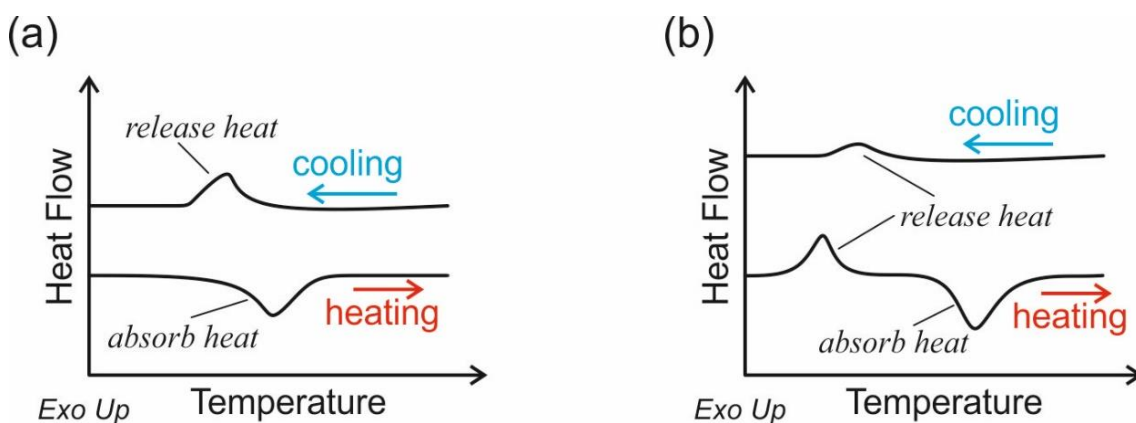 (a)
release heat
cooling
Heat Flow
heating
absorb heat
Exo Up
Temperature
(b)
cooling
release heat
Heat Flow
heating
absorb heat
Exo Up
Temperature